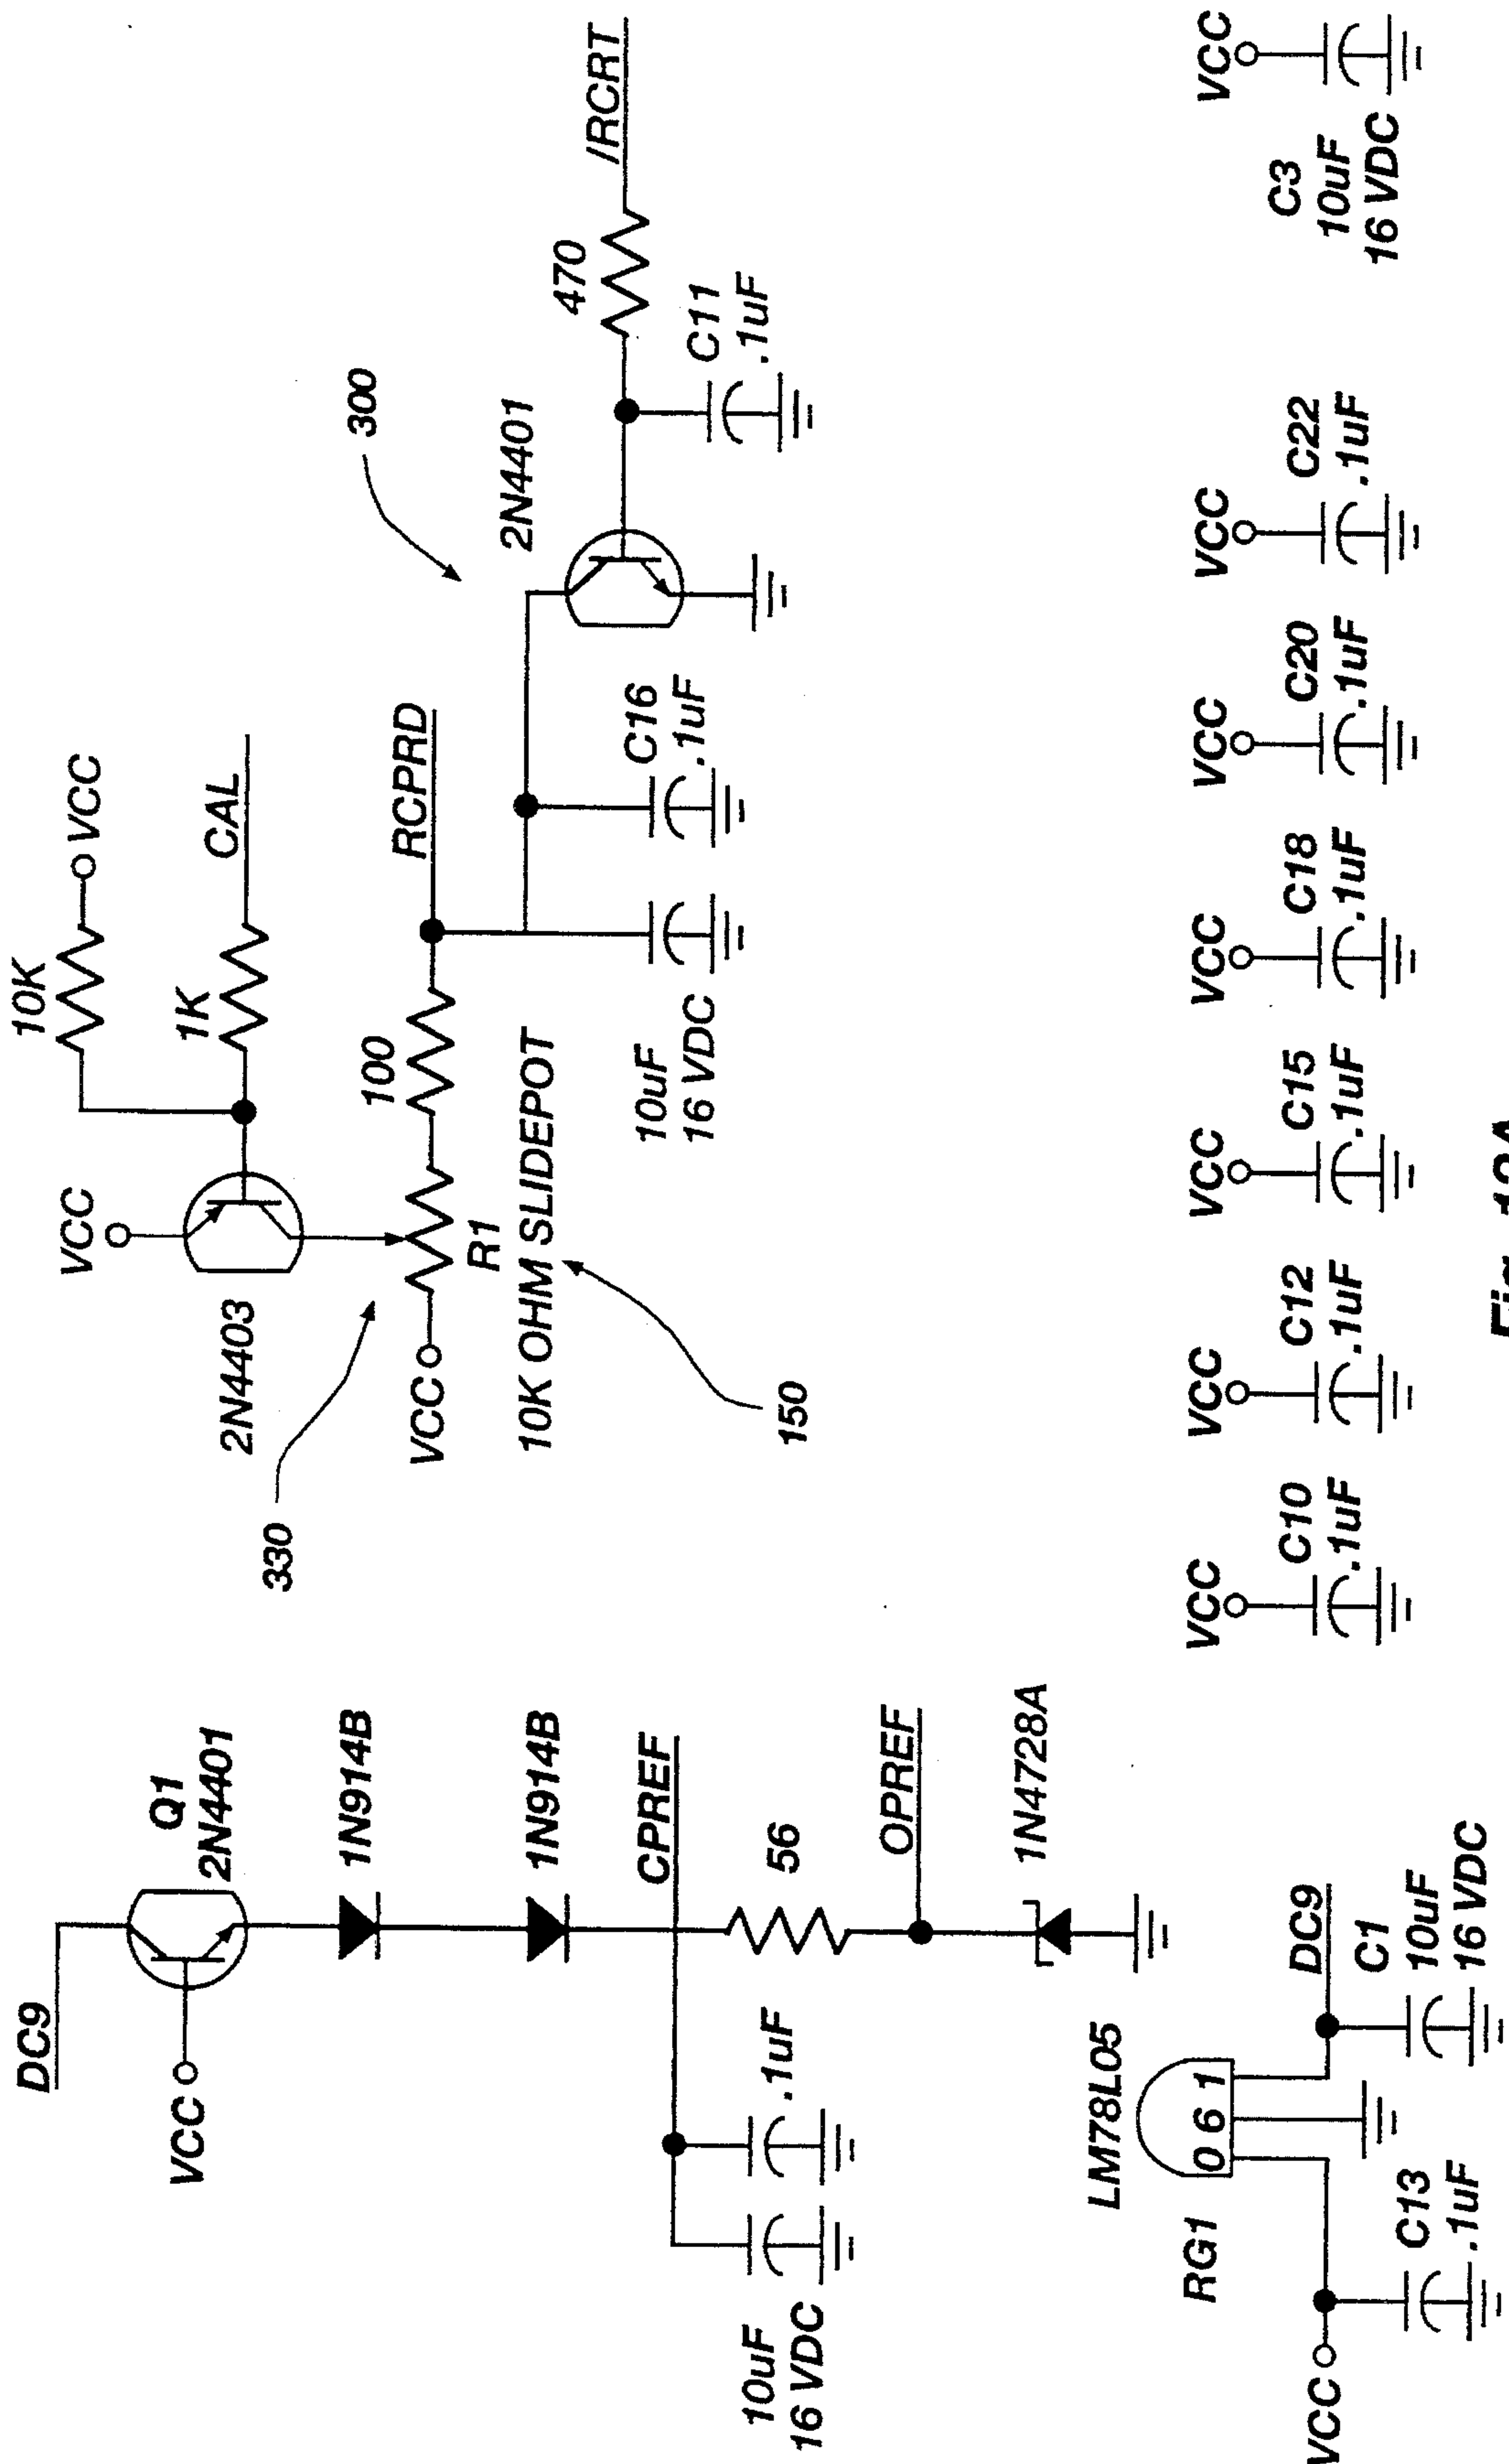 DC9
Q1
2N4401
VCC
1N914B
1N914B
CPREF
10uF
16 VDC
.1uF
56
OPREF
1N4728A
LM78L05
RG1
0 6 1
VCC
C13
.1uF
DC9
C1
10uF
16 VDC
VCC
2N4403
10K
VCC
1K
CAL
330
VCC
R1
10K OHM SLIDEPOT
150
100
RCPRD
10uF
16 VDC
C16
.1uF
300
2N4401
470
/RCRT
C11
.1uF
VCC
C10
.1uF
VCC
C12
.1uF
VCC
C15
.1uF
VCC
C18
.1uF
VCC
C20
.1uF
VCC
C22
.1uF
VCC
C3
10uF
16 VDC
Fig.